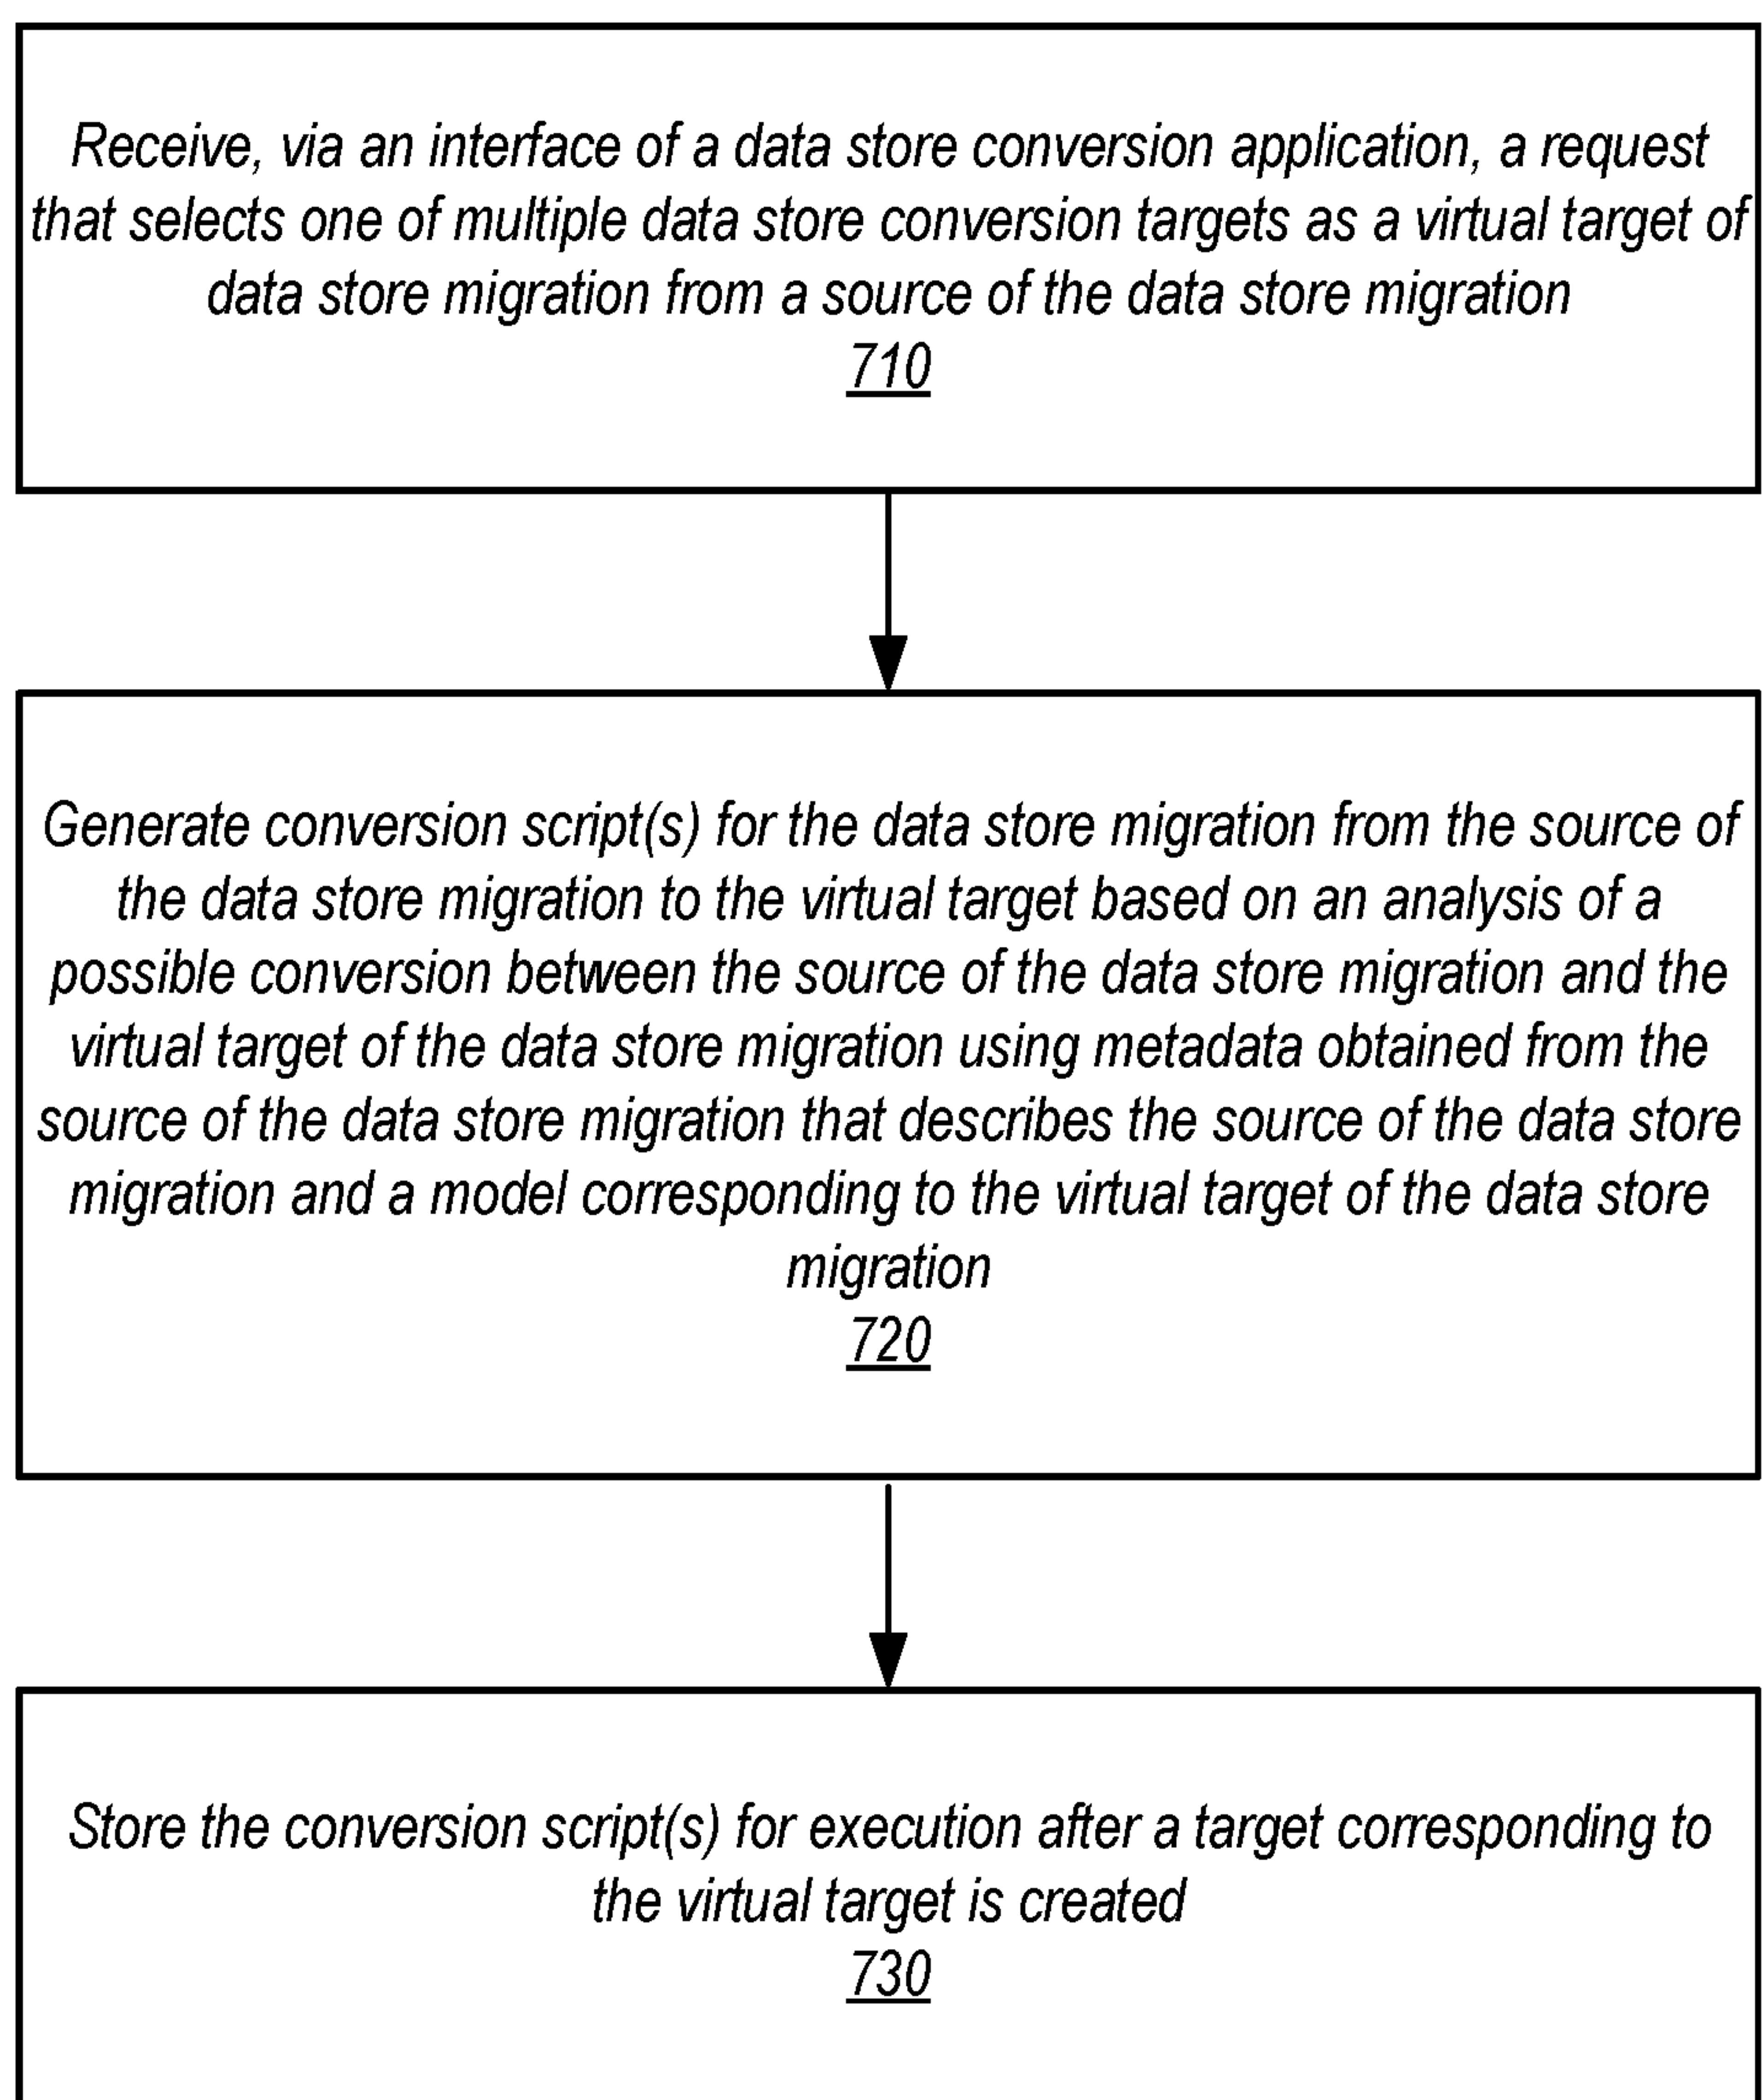 Receive, via an interface of a data store conversion application, a request
that selects one of multiple data store conversion targets as a virtual target of
data store migration from a source of the data store migration
710
Generate conversion script(s) for the data store migration from the source of
the data store migration to the virtual target based on an analysis of a
possible conversion between the source of the data store migration and the
virtual target of the data store migration using metadata obtained from the
source of the data store migration that describes the source of the data store
migration and a model corresponding to the virtual target of the data store
migration
720
Store the conversion script(s) for execution after a target corresponding to
the virtual target is created
730